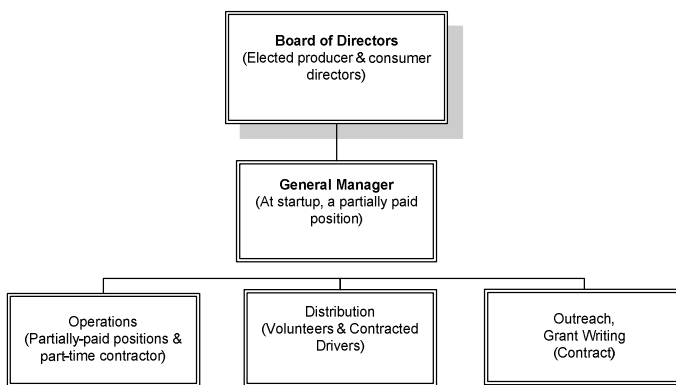 Board of Directors
(Elected producer & consumer
directors)
General Manager
(At startup, a partially paid
position)
Operations
(Partially-paid positions &
part-time contractor)
Distribution
(Volunteers & Contracted
Drivers)
Outreach,
Grant Writing
(Contract)